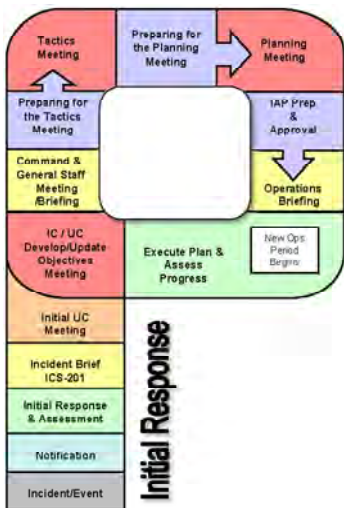 Tactics
Meeting
Preparing for
the Planning
Meeting
Planning
Meeting
Preparing for
the Tactics
Meeting
IAP Prep
&
Approval
Command &
General Staff
Meeting
/Briefing
Operations
Briefing
IC / UC
Develop/Update
Objectives
Meeting
Execute Plan &
Assess
Progress
New Ops
Period
Begins
Initial UC
Meeting
Incident Brief
ICS-201
Initial Response
& Assessment
Notification
Incident/Event
Initial Response